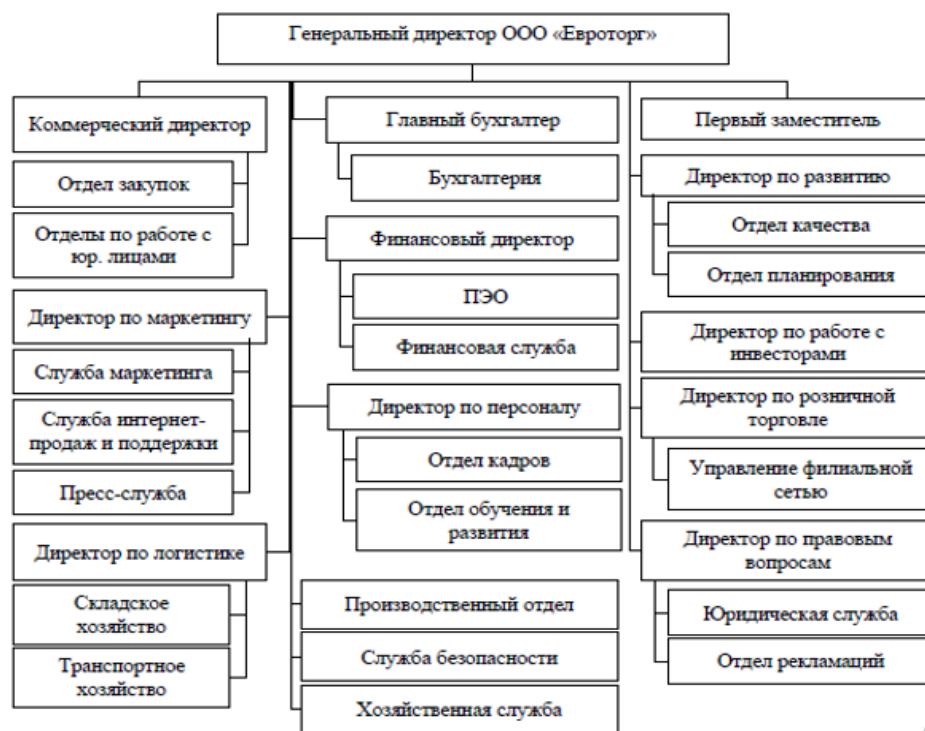 Генеральный директор ООО «Евроторг»
Коммерческий директор
Отдел закупок
Отделы по работе с
юр. лицами
Директор по маркетингу
Служба маркетинга
Служба интернет-
продаж и поддержки
Пресс-служба
Директор по логистике
Складское
хозяйство
Транспортное
хозяйство
Главный бухгалтер
Бухгалтерия
Финансовый директор
ПЭО
Финансовая служба
Директор по персоналу
Отдел кадров
Отдел обучения и
развития
Производственный отдел
Служба безопасности
Хозяйственная служба
Первый заместитель
Директор по развитию
Отдел качества
Отдел планирования
Директор по работе с
инвесторами
Директор по розничной
торговле
Управление филиальной
сетью
Директор по правовым
вопросам
Юридическая служба
Отдел рекламаций